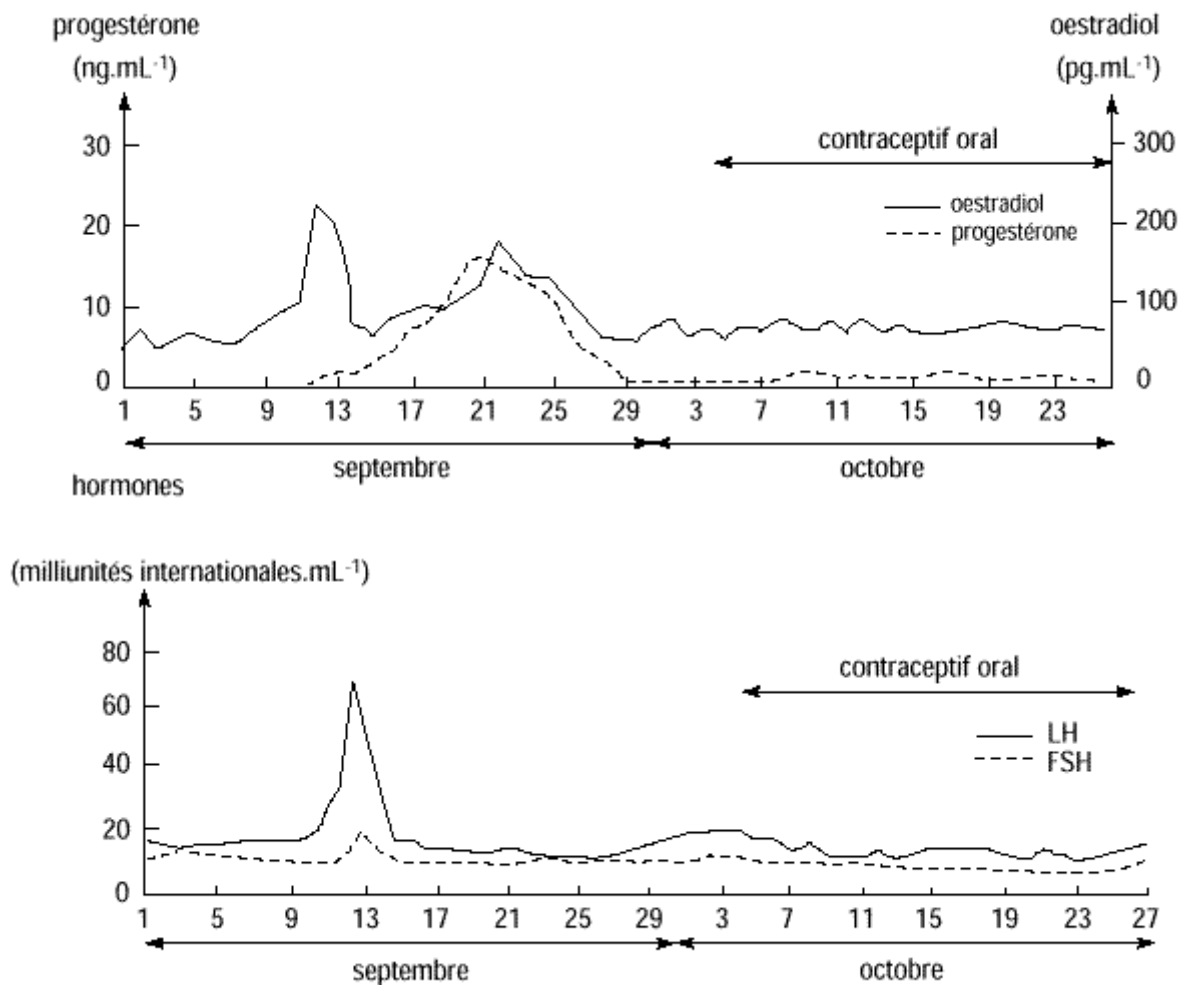 progestérone
(ng.mL-1)
oestradiol
(pg.mL-1)
30
20
10
0
300
200
100
0
contraceptif oral
oestradiol
progestérone
1 5 9 13 17 21 25 29 3 7 11 15 19 23
septembre octobre
hormones
(milliunités internationales.mL-1)
80
60
40
20
0
contraceptif oral
LH
FSH
1 5 9 13 17 21 25 29 3 7 11 15 19 23 27
septembre octobre